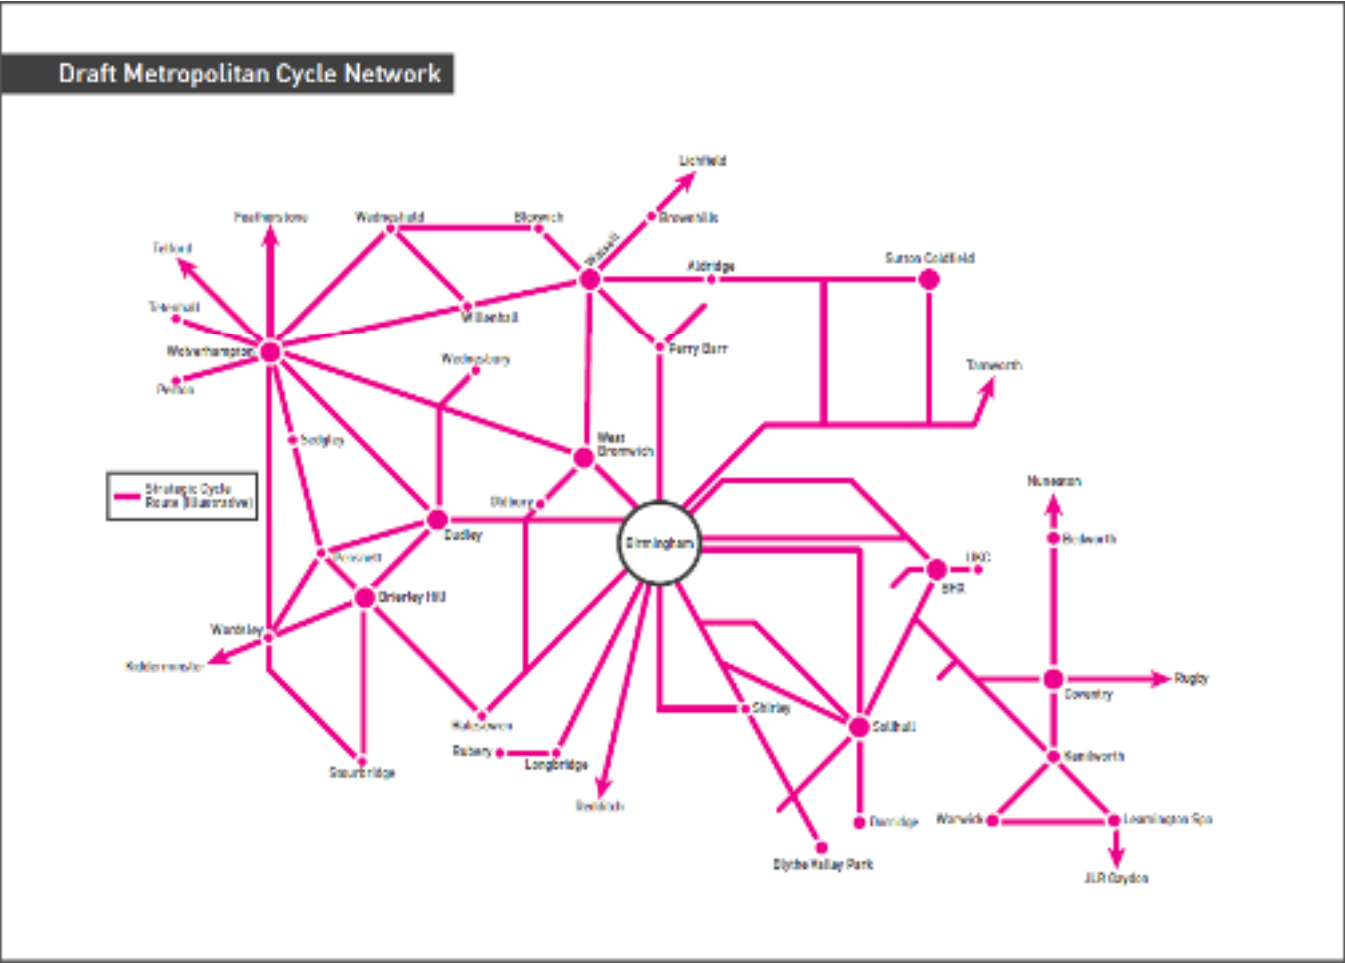 Draft Metropolitan Cycle Network
Lichfield
Featherstone
Wednesfield
Bloxwich
Brownhills
Walsall
Telford
Aldridge
Sutton Coldfield
Tettenhall
Willenhall
Wolverhampton
Perry Barr
Wednesbury
Tamworth
Perton
Sedgley
West
Bromwich
Strategic Cycle
Route (Illustrative)
Oldbury
Nuneaton
Dudley
Birmingham
Bedworth
Pensnett
UKC
BHX
Brierley Hill
Wordsley
Kidderminster
Rugby
Coventry
Shirley
Halesowen
Solihull
Rubery
Longbridge
Kenilworth
Stourbridge
Redditch
Dorridge
Warwick
Leamington Spa
Blythe Valley Park
JLR Gaydon